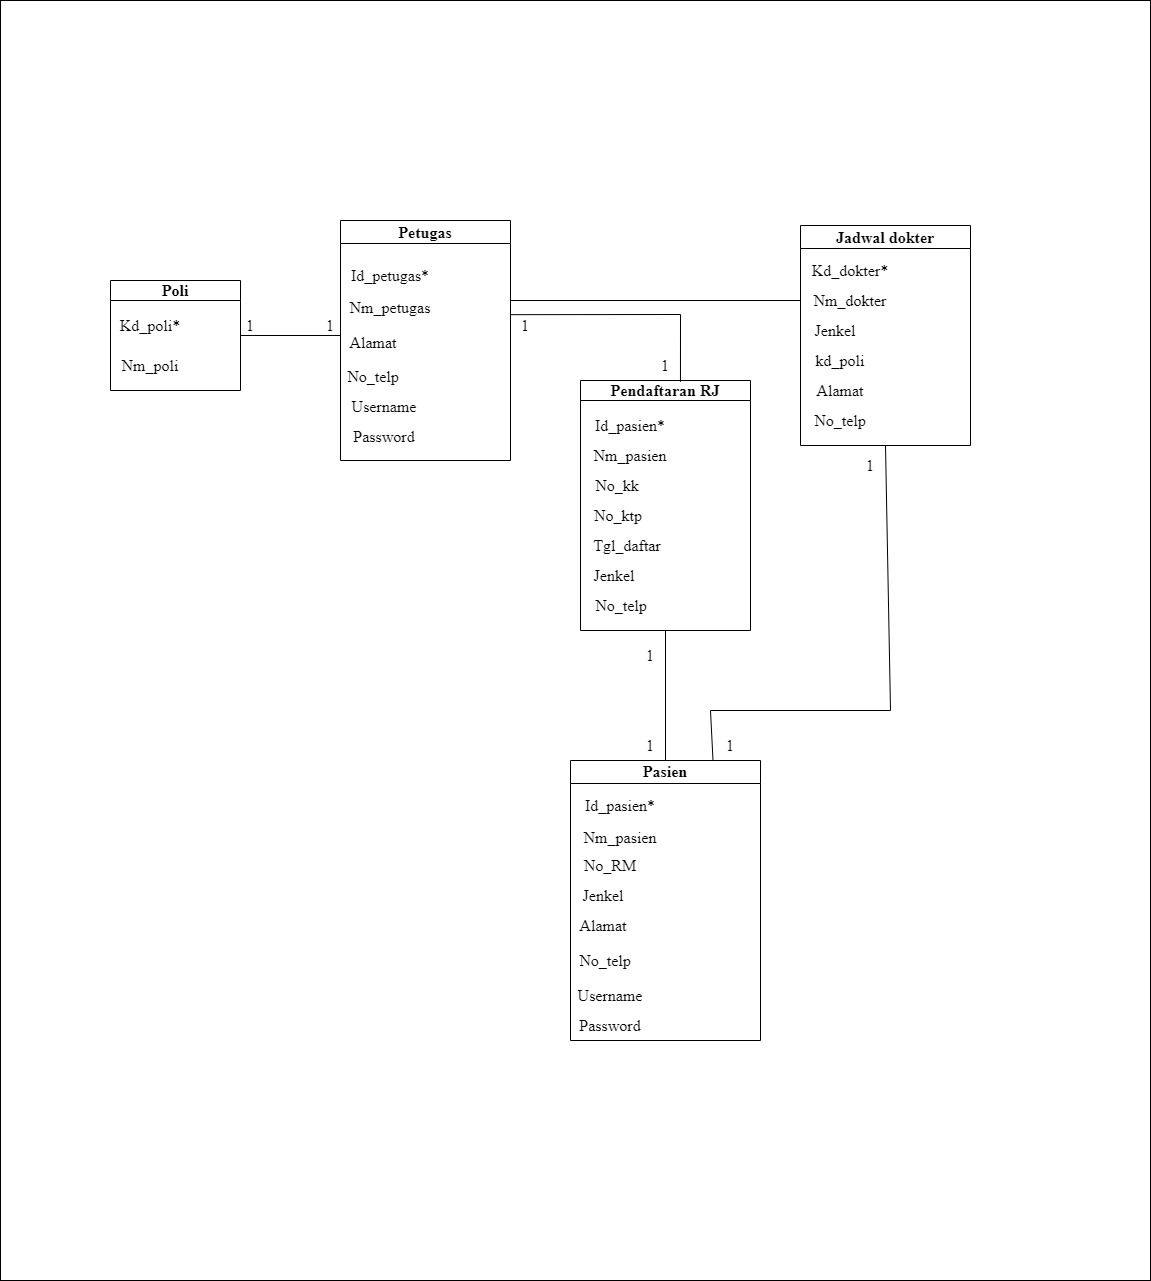 Poli
Kd_poli*
Nm_poli
1
1
Petugas
Id_petugas*
Nm_petugas
Alamat
No_telp
Username
Password
1
1
Jadwal dokter
Kd_dokter*
Nm_dokter
Jenkel
kd_poli
Alamat
No_telp
1
Pendaftaran RJ
Id_pasien*
Nm_pasien
No_kk
No_ktp
Tgl_daftar
Jenkel
No_telp
1
1
1
Pasien
Id_pasien*
Nm_pasien
No_RM
Jenkel
Alamat
No_telp
Username
Password